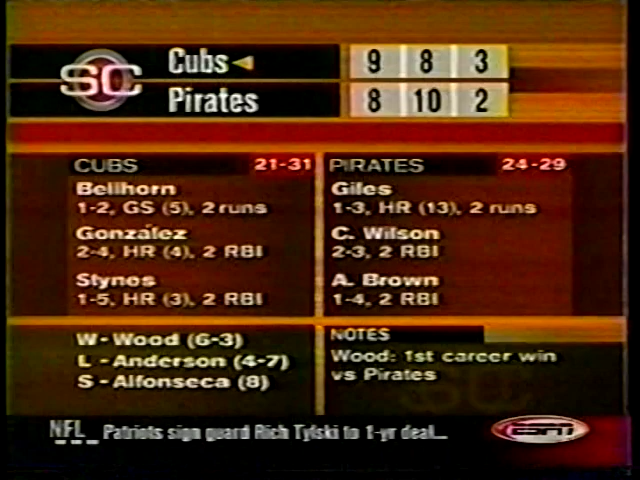 SC
Cubs 9 8 3
Pirates 8 10 2
CUBS 21-31
Bellhorn
1-2, GS (5), 2 runs
Gonzalez
2-4, HR (4), 2 RBI
Stynes
1-5, HR (3), 2 RBI
PIRATES 24-29
Giles
1-3, HR (13), 2 runs
C. Wilson
2-3, 2 RBI
A. Brown
1-4, 2 RBI
W - Wood (6-3)
L - Anderson (4-7)
S - Alfonseca (8)
NOTES
Wood: 1st career win
vs Pirates
NFL Patriots sign guard Rich Tylski to 1-yr deal...
ESPN